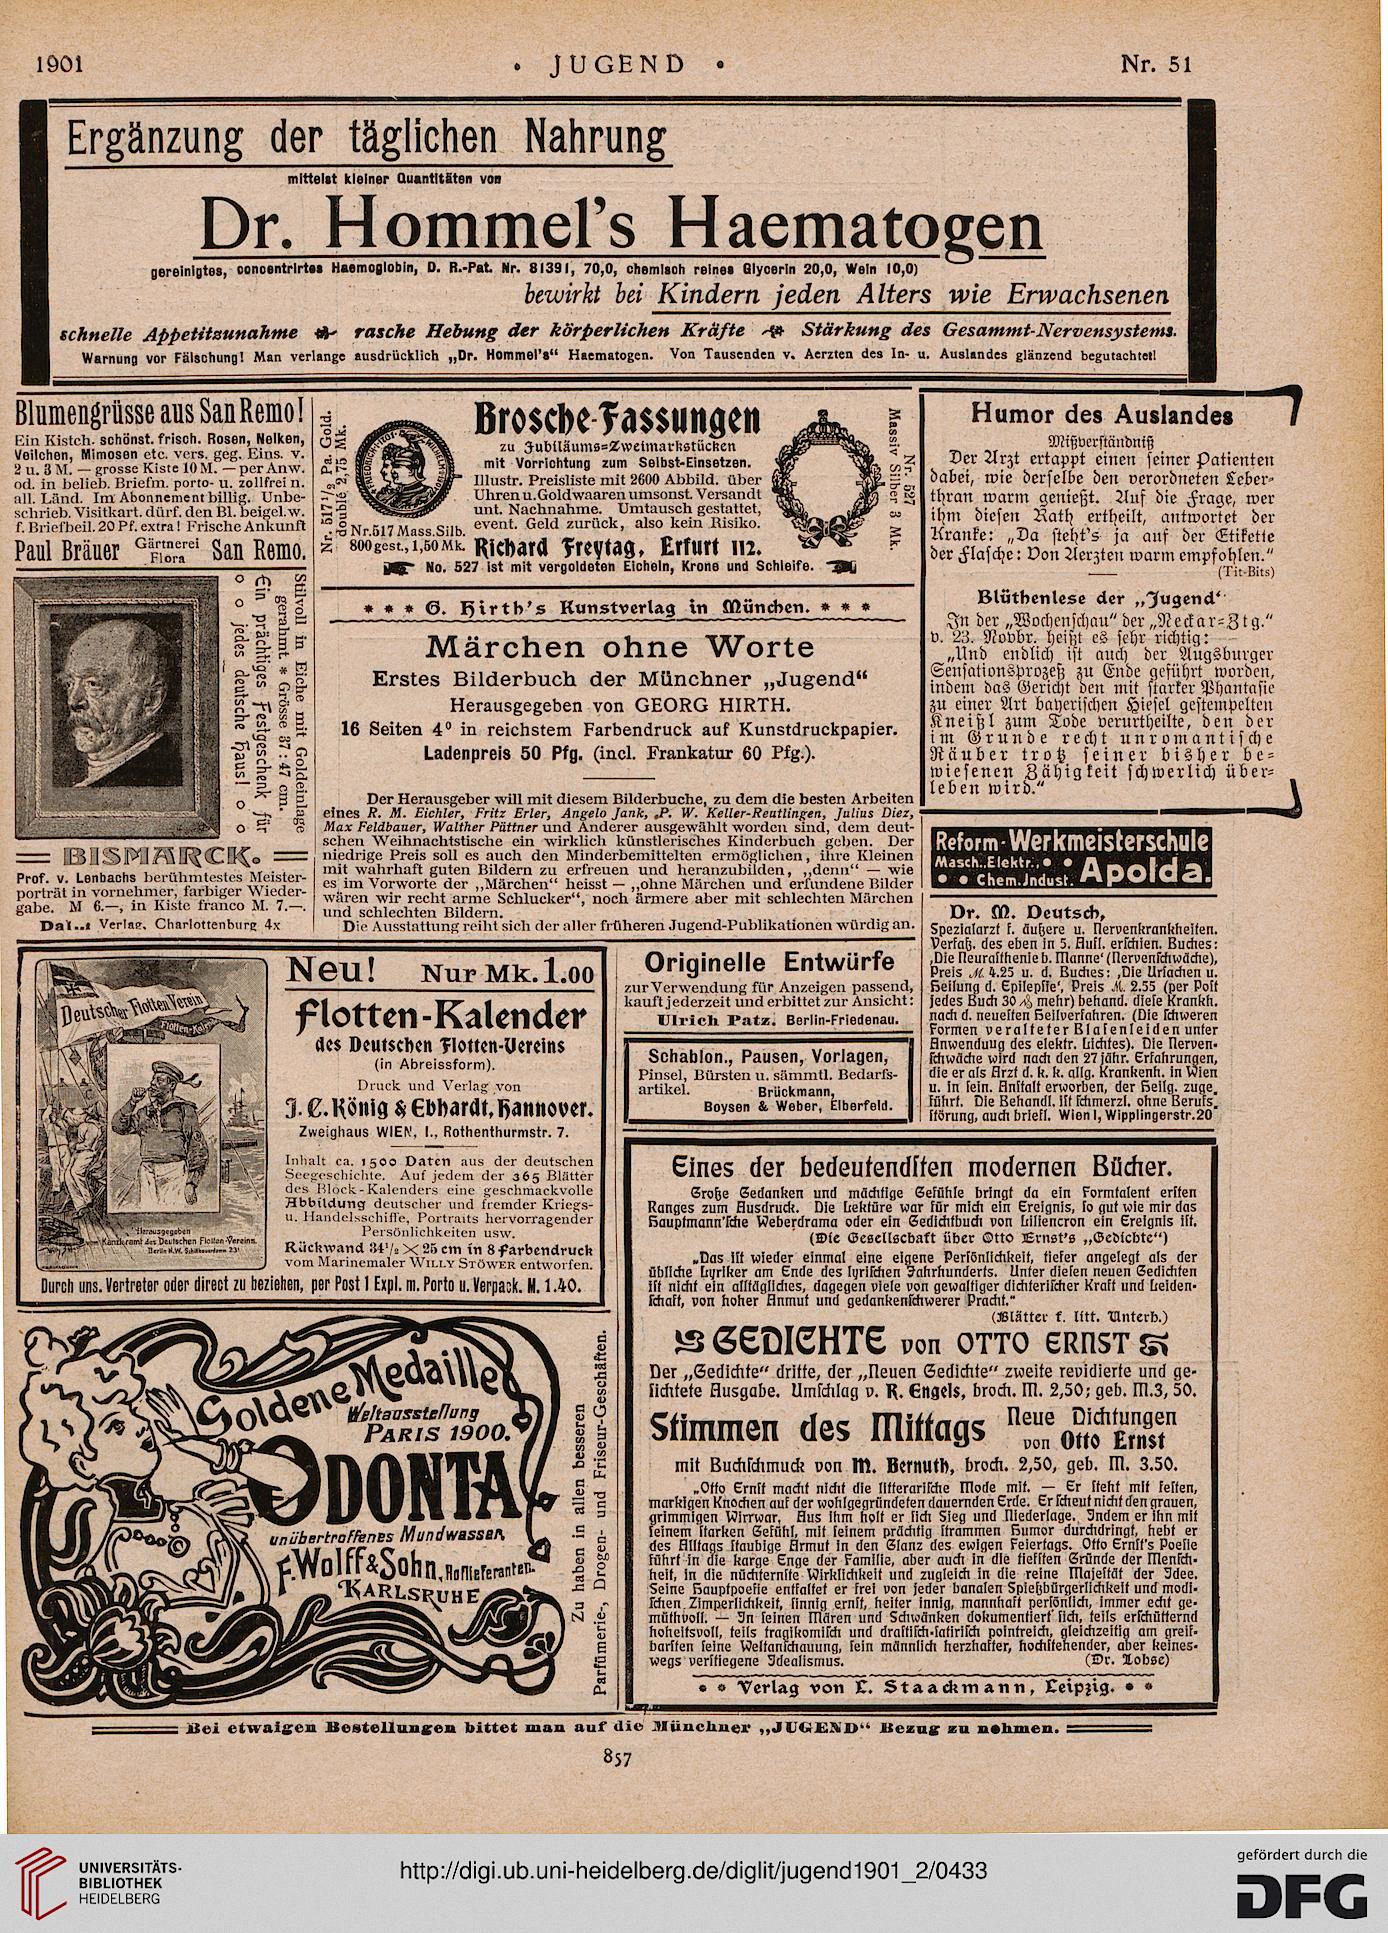 1901
• JUGEND •
Nr. 51
Ergänzung der täglichen Nahrung
mittelst kleiner Quantitäten von
Dr. Hommel's Haematogen
gereinigtes, concentrirtes Haemoglobin, D. R.-Pat. Nr. 81391, 70,0, chemisch reines Glycerin 20,0, Wein 10,0)
bewirkt bei Kindern jeden Alters wie Erwachsenen
schnelle Appetitzunahme rasche Hebung der körperlichen Kräfte Stärkung des Gesammt-Nervensystems.
Warnung vor Fälschung! Man verlange ausdrücklich „Dr. Hommel's“ Haematogen. Von Tausenden v. Aerzten des In- u. Auslandes glänzend begutachtet!
Blumengrüsse aus San Remo!
Ein Kistch. schönst. frisch. Rosen, Nelken,
Veilchen, Mimosen etc. vers. geg. Eins. v.
2 u. 3 M. — grosse Kiste 10 M. — per Anw.
od. in belieb. Briefm. porto- u. zollfrei n.
all. Länd. Im Abonnement billig. Unbe-
schrieb. Visitkart. dürf. den Bl. beigel. w.
f. Briefbeil. 20 Pf. extra! Frische Ankunft
Paul Bräuer Gärtnerei Flora San Remo.
Stilvoll in Eiche mit Goldeinlage
gerahmt * Grösse 37 : 47 cm.
Ein prächtiges Festgeschenk für
o o jedes deutsche Haus! o o
BISMARCK.
Prof. v. Lenbachs berühmtestes Meister-
porträt in vornehmer, farbiger Wieder-
gabe. M 6.—, in Kiste franco M. 7.—.
Verlag, Charlottenburg 4x
Nr. 517½ Pa. Gold.
doublé 2,75 Mk.
Nr. 517 Mass. Silb.
800 gest., 1,50 Mk.
Brosche-Fassungen
zu Jubiläums-Zweimarkstücken
mit Vorrichtung zum Selbst-Einsetzen.
Illustr. Preisliste mit 2600 Abbild. über
Uhren u. Goldwaaren umsonst. Versandt
unt. Nachnahme. Umtausch gestattet,
event. Geld zurück, also kein Risiko.
Richard Freytag, Erfurt 112.
No. 527 ist mit vergoldeten Eicheln, Krone und Schleife.
Nr. 527
Massiv Silber 3 Mk.
* * * G. Hirth's Kunstverlag in München. * * *
Märchen ohne Worte
Erstes Bilderbuch der Münchner „Jugend“
Herausgegeben von GEORG HIRTH.
16 Seiten 4° in reichstem Farbendruck auf Kunstdruckpapier.
Ladenpreis 50 Pfg. (incl. Frankatur 60 Pfg.).
Der Herausgeber will mit diesem Bilderbuche, zu dem die besten Arbeiten
eines R. M. Eichler, Fritz Erler, Angelo Jank, P. W. Keller-Reutlingen, Julius Diez,
Max Feldbauer, Walther Püttner und Anderer ausgewählt worden sind, dem deut-
schen Weihnachtstische ein wirklich künstlerisches Kinderbuch geben. Der
niedrige Preis soll es auch den Minderbemittelten ermöglichen, ihre Kleinen
mit wahrhaft guten Bildern zu erfreuen und heranzubilden, „denn“ — wie
es im Vorworte der „Märchen“ heisst — „ohne Märchen und erfundene Bilder
wären wir recht arme Schlucker“, noch ärmere aber mit schlechten Märchen
und schlechten Bildern.
Die Ausstattung reiht sich der aller früheren Jugend-Publikationen würdig an.
Humor des Auslandes
Mißverständniß
Der Arzt ertappt einen seiner Patienten
dabei, wie derselbe den verordneten Leber-
thran warm genießt. Auf die Frage, wer
ihm diesen Rath ertheilt, antwortet der
Kranke: „Da steht's ja auf der Etikette
der Flasche: Von Aerzten warm empfohlen.“
(Tit-Bits)
Blüthenlese der „Jugend“
In der „Wochenschau“ der „Neckar-Ztg.“
v. 23. Novbr. heißt es sehr richtig:
„Und endlich ist auch der Augsburger
Sensationsprozeß zu Ende geführt worden,
indem das Gericht den mit starker Phantasie
zu einer Art bayerischen Hiesel gestempelten
Kneißl zum Tode verurtheilte, den der
im Grunde recht unromantische
Räuber trotz seiner bisher be-
wiesenen Zähigkeit schwerlich über-
leben wird.“
Reform-Werkmeisterschule
Masch., Elektr.,
Chem. Indust. Apolda.
Dr. M. Deutsch,
Spezialarzt f. äußere u. Nervenkrankheiten.
Verfaß. des eben in 5. Aufl. erschien. Buches:
‚Die Neurasthenie b. Manne‘ (Nervenschwäche),
Preis M. 4.25 u. d. Buches: ‚Die Ursachen u.
Heilung d. Epilepsie‘, Preis M. 2.55 (per Post
jedes Buch 30 ₰ mehr) behand. diese Krankh.
nach d. neuesten Heilverfahren. (Die schweren
Formen veralteter Blasenleiden unter
Anwendung des elektr. Lichtes). Die Nerven-
schwäche wird nach den 27 jähr. Erfahrungen,
die er als Arzt d. k. k. allg. Krankenh. in Wien
u. in sein. Anstalt erworben, der Heilg. zuge-
führt. Die Behandl. ist schmerzl. ohne Berufs-
störung, auch briefl. Wien I, Wipplingerstr. 20
Deutscher Flotten Verein
Flotten-Kal
Herausgegeben
vom Kanzleramt des Deutschen Flotten-Vereins.
Berlin N.W. Schiffbauerdamm 23
Neu! Nur Mk. 1.00
Flotten-Kalender
des Deutschen Flotten-Vereins
(in Abreissform).
Druck und Verlag von
J. C. König & Ebhardt, Hannover.
Zweighaus WIEN, I., Rothenthurmstr. 7.
Inhalt ca. 1500 Daten aus der deutschen
Seegeschichte. Auf jedem der 365 Blätter
des Block-Kalenders eine geschmackvolle
Abbildung deutscher und fremder Kriegs-
u. Handelsschiffe, Portraits hervorragender
Persönlichkeiten usw.
Rückwand 34½ × 25 cm in 8 Farbendruck
vom Marinemaler WILLY STÖWER entworfen.
Durch uns. Vertreter oder direct zu beziehen, per Post 1 Expl. m. Porto u. Verpack. M. 1.40.
Originelle Entwürfe
zur Verwendung für Anzeigen passend,
kauft jederzeit und erbittet zur Ansicht:
Ulrich Patz. Berlin-Friedenau.
Schablon., Pausen, Vorlagen,
Pinsel, Bürsten u. sämmtl. Bedarfs-
artikel. Brückmann,
Boysen & Weber, Elberfeld.
Goldene Medaille
Weltausstellung
PARIS 1900.
ODONTA
unübertroffenes Mundwasser
F. Wolff & Sohn, Hoflieferanten.
KARLSRUHE
Zu haben in allen besseren
Parfümerie-, Drogen- und Friseur-Geschäften.
Eines der bedeutendsten modernen Bücher.
Große Gedanken und mächtige Gefühle bringt da ein Formtalent ersten
Ranges zum Ausdruck. Die Lektüre war für mich ein Ereignis, so gut wie mir das
Hauptmann'sche Weberdrama oder ein Gedichtbuch von Liliencron ein Ereignis ist.
(Die Gesellschaft über Otto Ernst's „Gedichte“)
„Das ist wieder einmal eine eigene Persönlichkeit, tiefer angelegt als der
übliche Lyriker am Ende des lyrischen Jahrhunderts. Unter diesen neuen Gedichten
ist nicht ein alltägliches, dagegen viele von gewaltiger dichterischer Kraft und Leiden-
schaft, von hoher Anmut und gedankenschwerer Pracht.“
(Blätter f. litt. Unterh.)
GEDICHTE von OTTO ERNST
Der „Gedichte“ dritte, der „Neuen Gedichte“ zweite revidierte und ge-
sichtete Ausgabe. Umschlag v. R. Engels, broch. M. 2,50; geb. M. 3,50.
Stimmen des Mittags Neue Dichtungen
von Otto Ernst
mit Buchschmuck von M. Bernuth, broch. 2,50, geb. M. 3.50.
„Otto Ernst macht nicht die litterarische Mode mit. — Er steht mit festen,
markigen Knochen auf der wohlgegründeten dauernden Erde. Er scheut nicht den grauen,
grimmigen Wirrwar. Aus ihm holt er sich Sieg und Niederlage. Indem er ihn mit
seinem starken Gefühl, mit seinem prächtig strammen Humor durchdringt, hebt er
des Alltags staubige Armut in den Glanz des ewigen Feiertags. Otto Ernst's Poesie
führt in die karge Enge der Familie, aber auch in die tiefsten Gründe der Mensch-
heit, in die nüchternste Wirklichkeit und zugleich in die reine Majestät der Idee.
Seine Hauptpoesie entfaltet er frei von jeder banalen Spießbürgerlichkeit und modi-
schen Zimperlichkeit, sinnig ernst, heiter innig, mannhaft persönlich, immer echt ge-
mütvoll. — In seinen Mären und Schwänken dokumentiert sich, teils erschütternd
hoheitsvoll, teils tragikomisch und drastisch-satirisch pointreich, gleichzeitig am greif-
barsten seine Weltanschauung, sein männlich herzhafter, hochstehender, aber keines-
wegs verstiegene Idealismus. (Dr. Lobse)
Verlag von L. Staackmann, Leipzig.
Bei etwaigen Bestellungen bittet man auf die Münchner „JUGEND“ Bezug zu nehmen.
857
UNIVERSITÄTS-
BIBLIOTHEK
HEIDELBERG
http://digi.ub.uni-heidelberg.de/diglit/jugend1901_2/0433
gefördert durch die
DFG